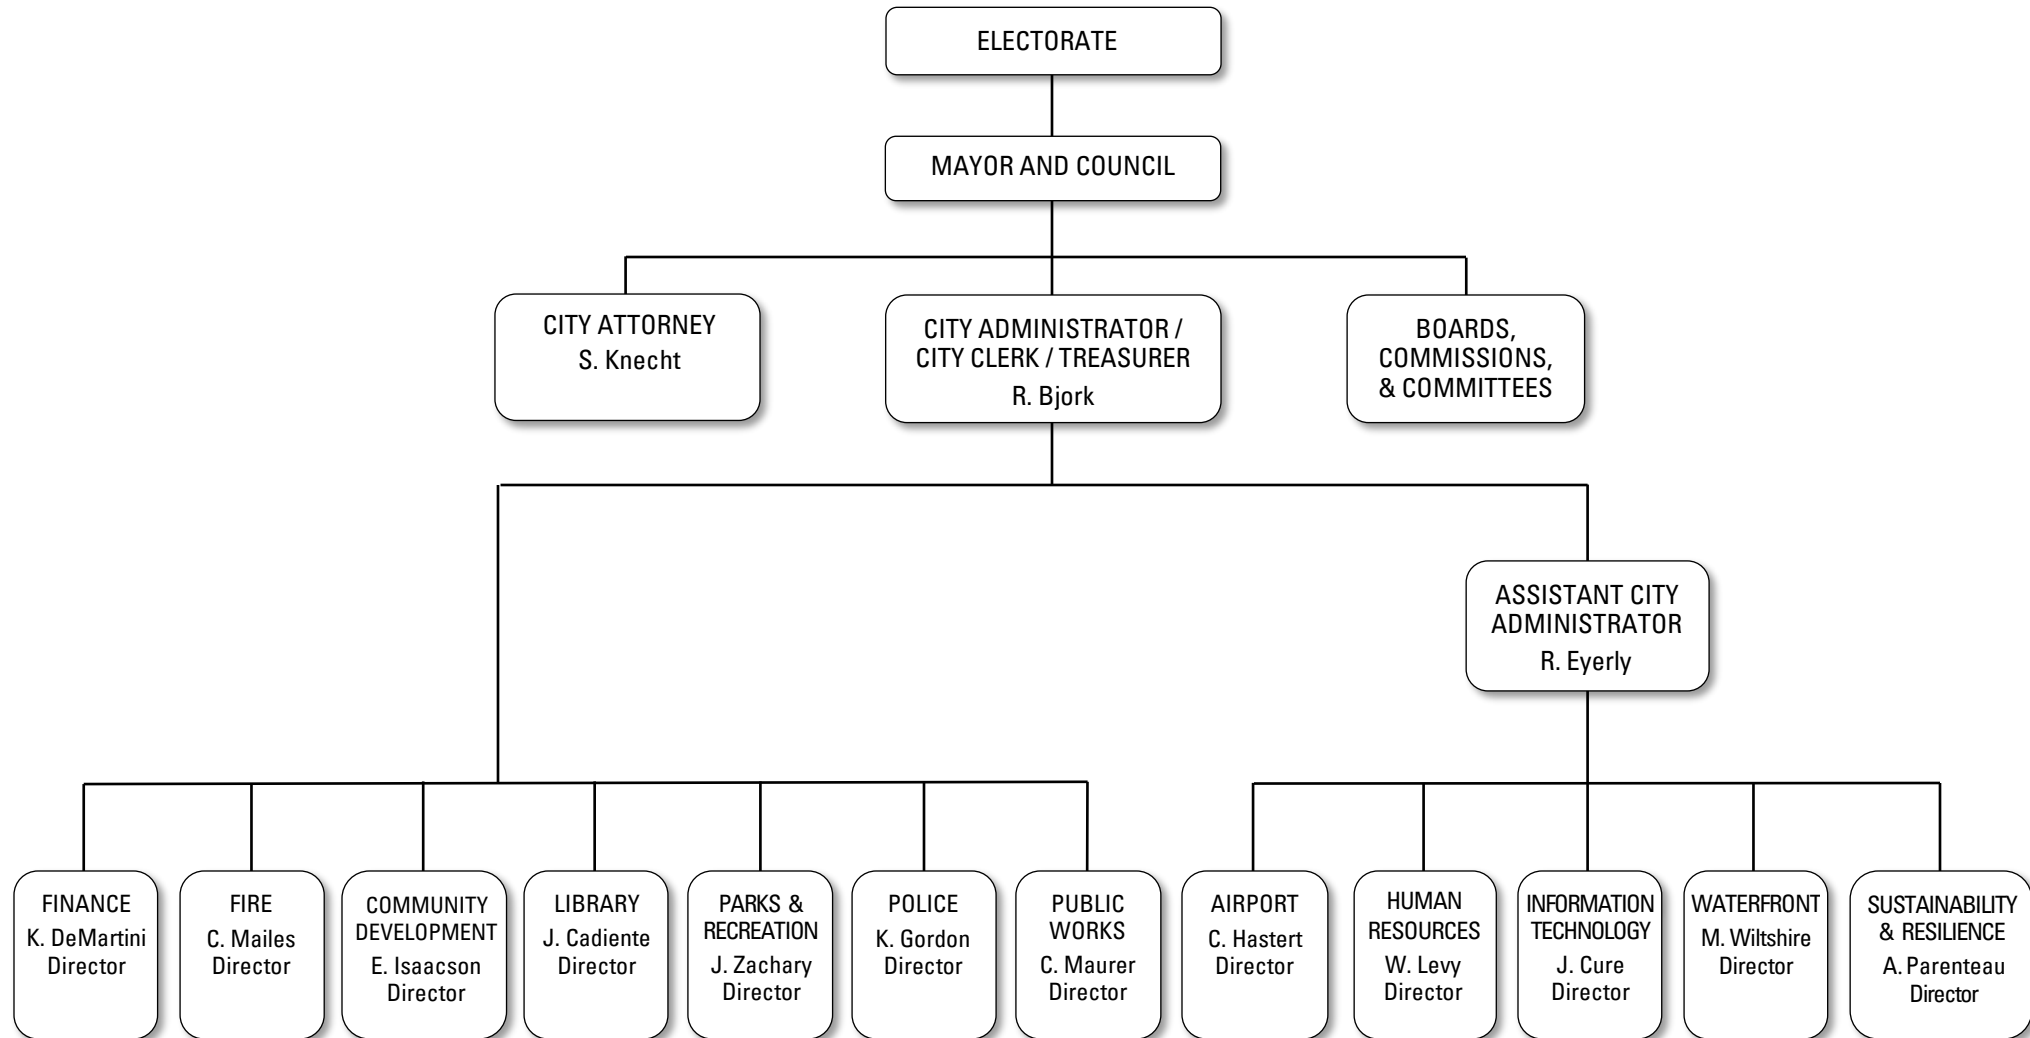 ELECTORATE
MAYOR AND COUNCIL
CITY ATTORNEY
S. Knecht
CITY ADMINISTRATOR /
CITY CLERK / TREASURER
R. Bjork
BOARDS,
COMMISSIONS,
& COMMITTEES
ASSISTANT CITY
ADMINISTRATOR
R. Eyerly
FINANCE
K. DeMartini
Director
FIRE
C. Mailes
Director
COMMUNITY
DEVELOPMENT
E. Isaacson
Director
LIBRARY
J. Cadiente
Director
PARKS &
RECREATION
J. Zachary
Director
POLICE
K. Gordon
Director
PUBLIC
WORKS
C. Maurer
Director
AIRPORT
C. Hastert
Director
HUMAN
RESOURCES
W. Levy
Director
INFORMATION
TECHNOLOGY
J. Cure
Director
WATERFRONT
M. Wiltshire
Director
SUSTAINABILITY
& RESILIENCE
A. Parenteau
Director